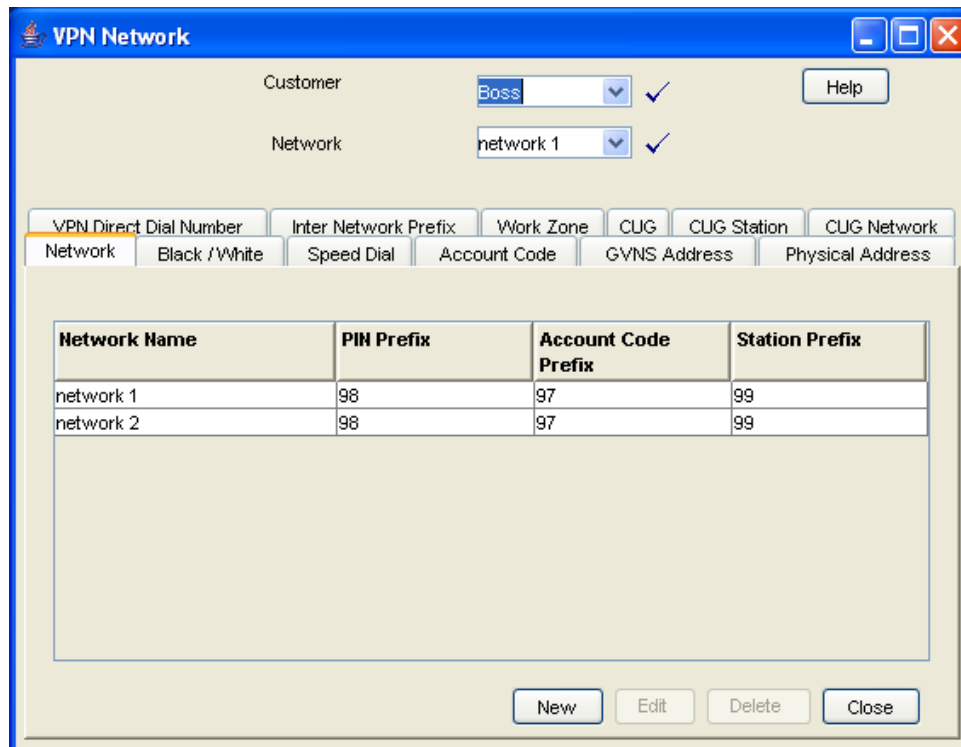 VPN Network
Customer Boss Help
Network network 1
VPN Direct Dial Number Inter Network Prefix Work Zone CUG CUG Station CUG Network
Network Black / White Speed Dial Account Code GVNS Address Physical Address
Network Name PIN Prefix Account Code Prefix Station Prefix
network 1 98 97 99
network 2 98 97 99
New Edit Delete Close